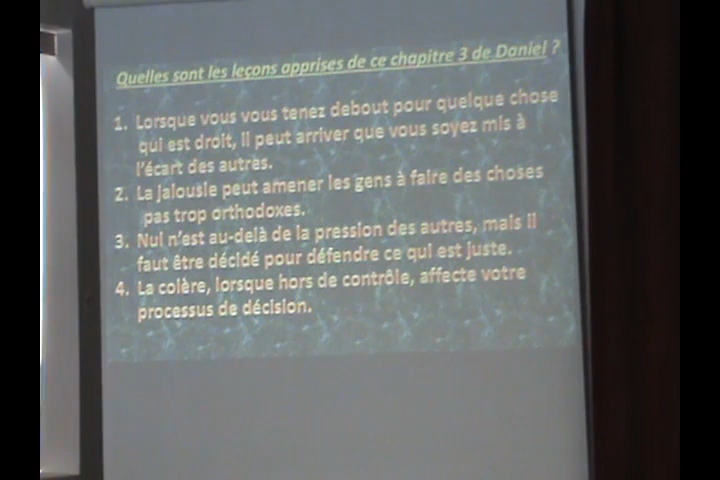 Quelles sont les leçons apprises de ce chapitre 3 de Daniel ?
1. Lorsque vous vous tenez debout pour quelque chose
qui est droit, il peut arriver que vous soyez mis à
l'écart des autres.
2. La jalousie peut amener les gens à faire des choses
pas trop orthodoxes.
3. Nul n'est au-delà de la pression des autres, mais il
faut être décidé pour défendre ce qui est juste.
4. La colère, lorsque hors de contrôle, affecte votre
processus de décision.